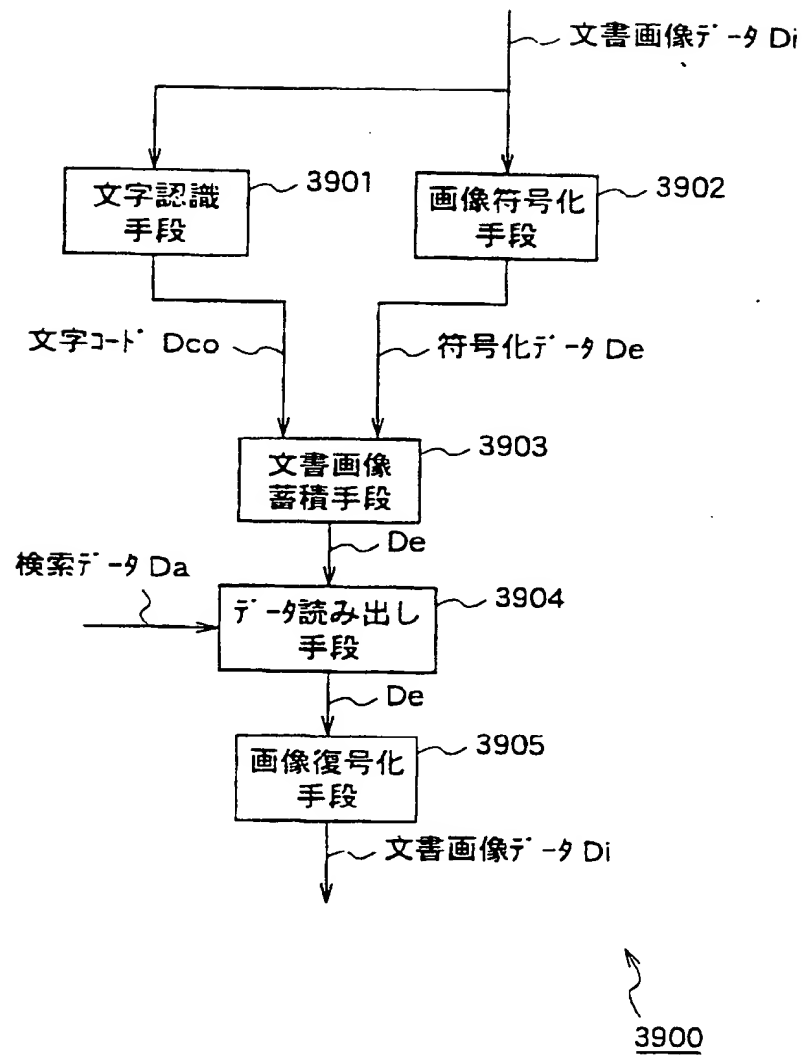 文書画像データ Di
文字認識
手段
3901
画像符号化
手段
3902
文字コード Dco
符号化データ De
文書画像
蓄積手段
3903
De
検索データ Da
データ読み出し
手段
3904
De
画像復号化
手段
3905
文書画像データ Di
3900